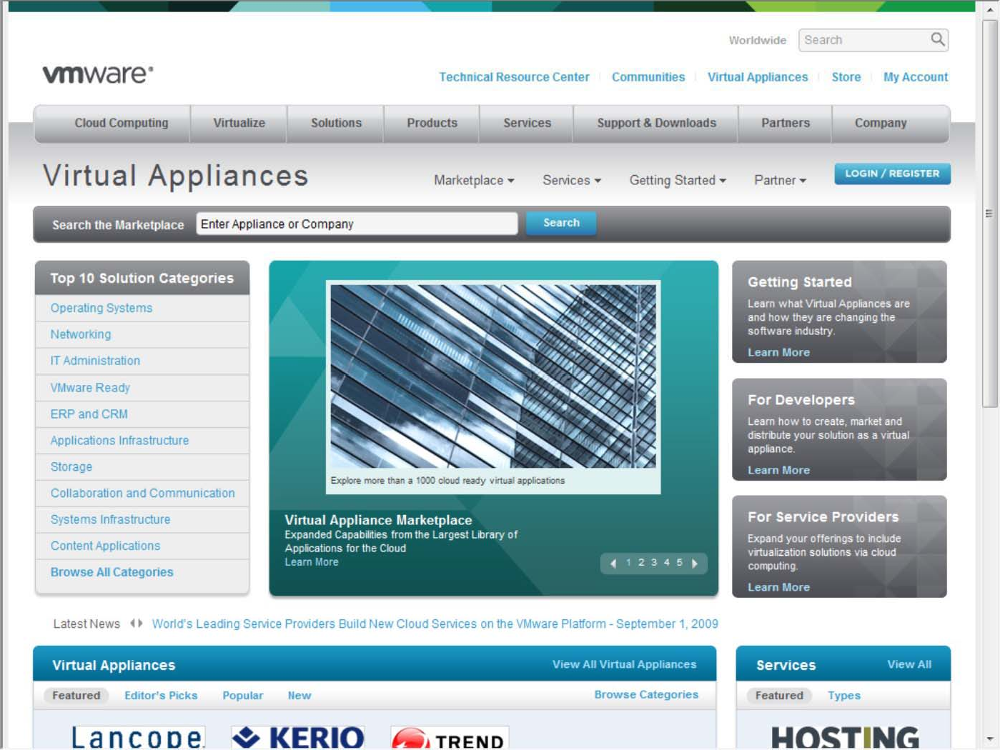 Worldwide
Search
vmware
Technical Resource Center
Communities
Virtual Appliances
Store
My Account
Cloud Computing
Virtualize
Solutions
Products
Services
Support & Downloads
Partners
Company
Virtual Appliances
Marketplace
Services
Getting Started
Partner
LOGIN / REGISTER
Search the Marketplace
Enter Appliance or Company
Search
Top 10 Solution Categories
Operating Systems
Networking
IT Administration
VMware Ready
ERP and CRM
Applications Infrastructure
Storage
Collaboration and Communication
Systems Infrastructure
Content Applications
Browse All Categories
Explore more than a 1000 cloud ready virtual applications
Virtual Appliance Marketplace
Expanded Capabilities from the Largest Library of
Applications for the Cloud
Learn More
1 2 3 4 5
Getting Started
Learn what Virtual Appliances are
and how they are changing the
software industry.
Learn More
For Developers
Learn how to create, market and
distribute your solution as a virtual
appliance.
Learn More
For Service Providers
Expand your offerings to include
virtualization solutions via cloud
computing.
Learn More
Latest News
World's Leading Service Providers Build New Cloud Services on the VMware Platform - September 1, 2009
Virtual Appliances
View All Virtual Appliances
Featured
Editor's Picks
Popular
New
Browse Categories
Lancope
KERIO
TREND
Services
View All
Featured
Types
HOSTING